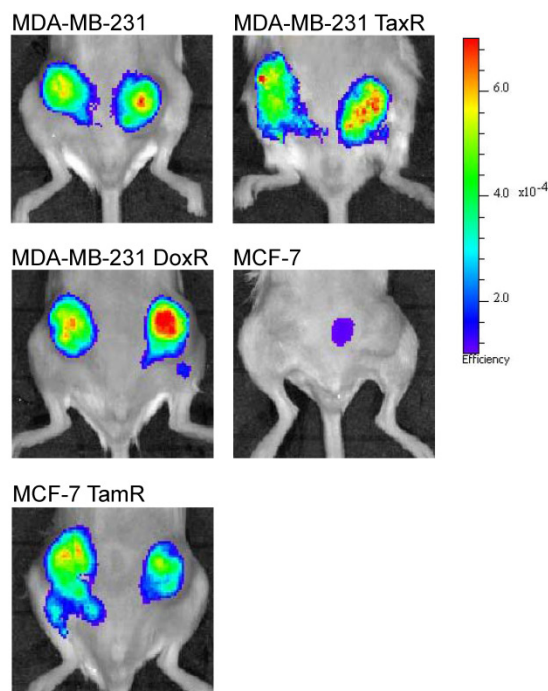 MDA-MB-231
MDA-MB-231 TaxR
6.0
4.0
x10⁻⁴
2.0
Efficiency
MDA-MB-231 DoxR
MCF-7
MCF-7 TamR